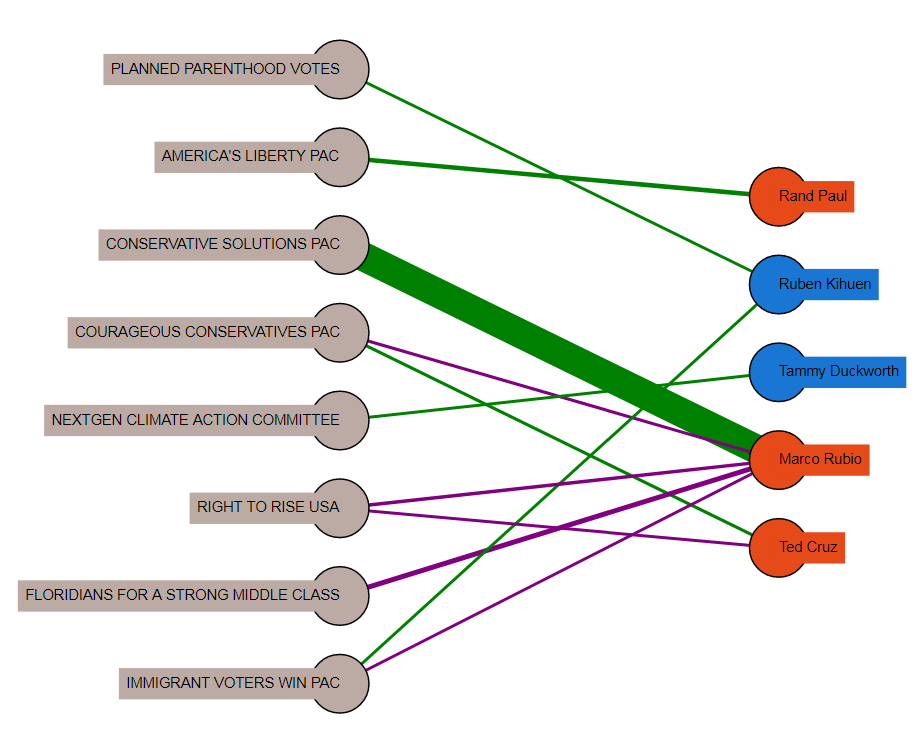 PLANNED PARENTHOOD VOTES
AMERICA'S LIBERTY PAC
CONSERVATIVE SOLUTIONS PAC
COURAGEOUS CONSERVATIVES PAC
NEXTGEN CLIMATE ACTION COMMITTEE
RIGHT TO RISE USA
FLORIDIANS FOR A STRONG MIDDLE CLASS
IMMIGRANT VOTERS WIN PAC
Rand Paul
Ruben Kihuen
Tammy Duckworth
Marco Rubio
Ted Cruz